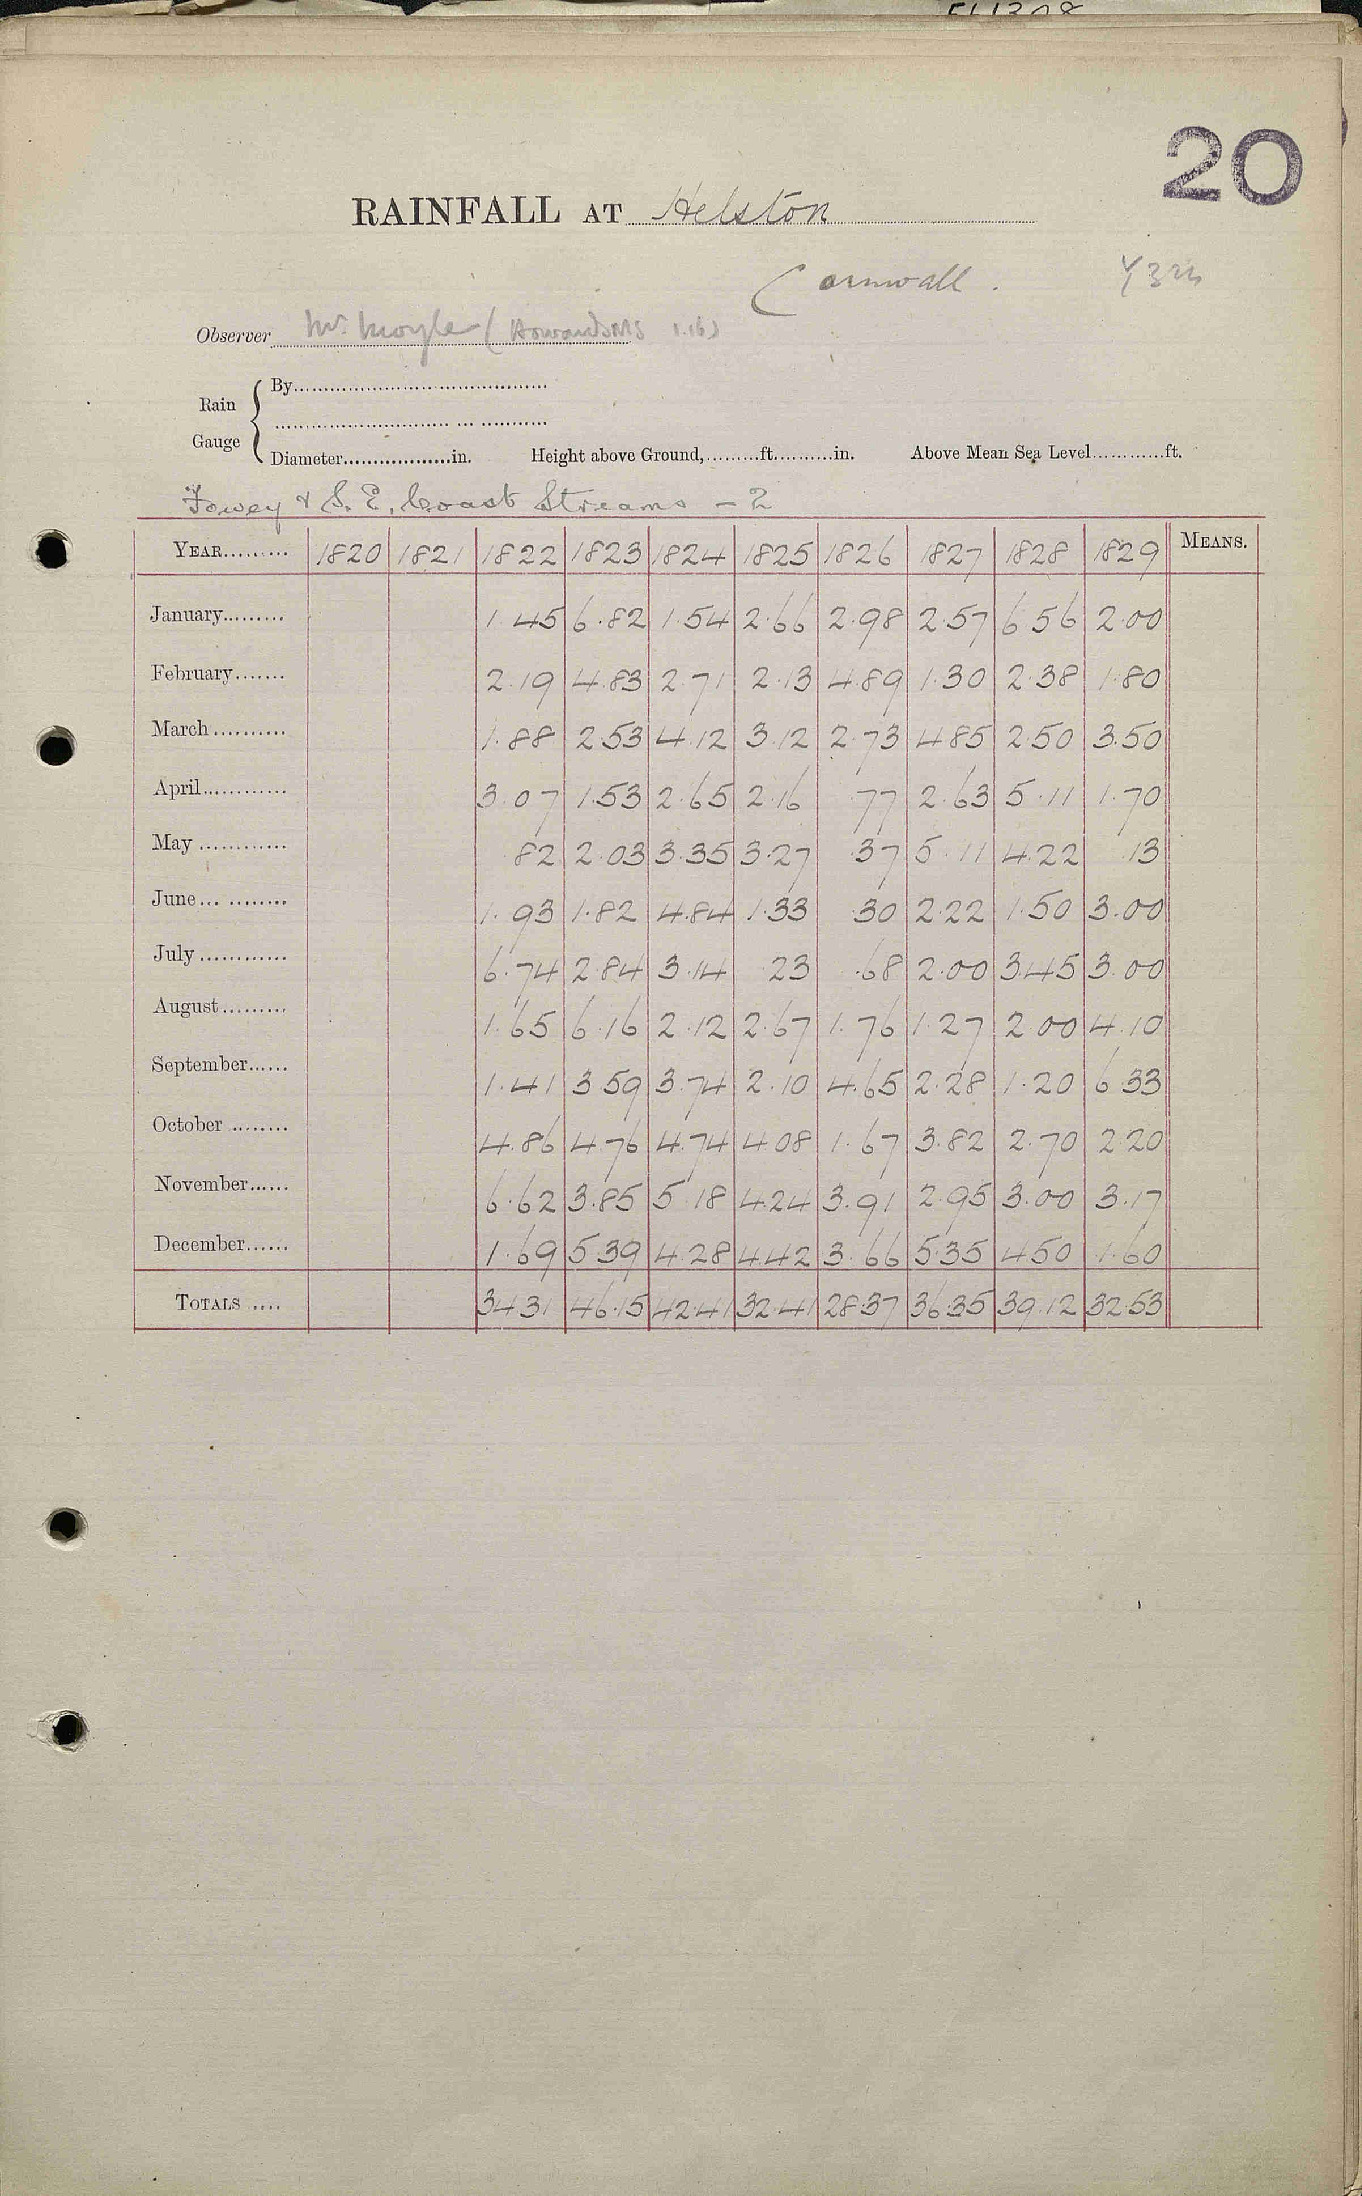 20
RAINFALL AT Helston
Cornwall.
Observer Mr. Moyle (Howard MS 1.16)
Rain Gauge
By
Diameter in. Height above Ground, ft. in. Above Mean Sea Level ft.
Fowey & S. E. Coast Streams - 2
YEAR 1820 1821 1822 1823 1824 1825 1826 1827 1828 1829 MEANS.
January 1.45 6.82 1.54 2.66 2.98 2.57 6 56 2.00
February 2.19 4.83 2.71 2.13 4.89 1.30 2.38 1.80
March 1.88 2.53 4.12 3.12 2.73 4.85 2.50 3.50
April 3.07 1.53 2.65 2.16 .77 2.63 5.11 1.70
May .82 2.03 3.35 3.27 .37 5.11 4.22 .13
June 1.93 1.82 4.84 1.33 .30 2.22 1.50 3.00
July 6.74 2.84 3.14 .23 .68 2.00 3.45 3.00
August 1.65 6.16 2.12 2.67 1.76 1.27 2 00 4.10
September 1.41 3 59 3.74 2.10 4.65 2.28 1.20 6 33
October 4.86 4.76 4.74 4.08 1.67 3.82 2.70 2.20
November 6.62 3.85 5.18 4.24 3.91 2.95 3.00 3.17
December 1.69 5.39 4.28 4.42 3.66 5.35 4.50 1.60
TOTALS 34.31 46.15 42.41 32.41 28.37 36.35 39.12 32.53